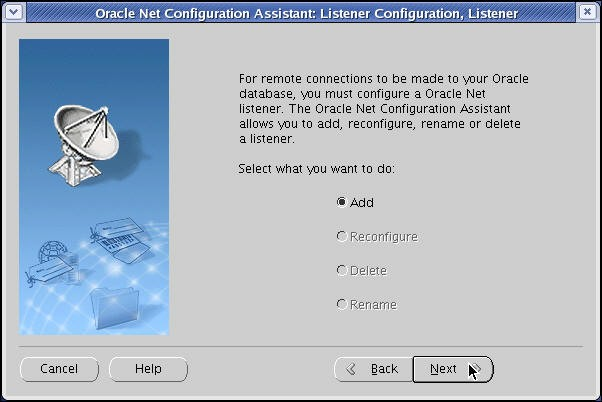 Oracle Net Configuration Assistant: Listener Configuration, Listener
For remote connections to be made to your Oracle
database, you must configure a Oracle Net
listener. The Oracle Net Configuration Assistant
allows you to add, reconfigure, rename or delete
a listener.
Select what you want to do:
Add
Reconfigure
Delete
Rename
Cancel
Help
Back
Next